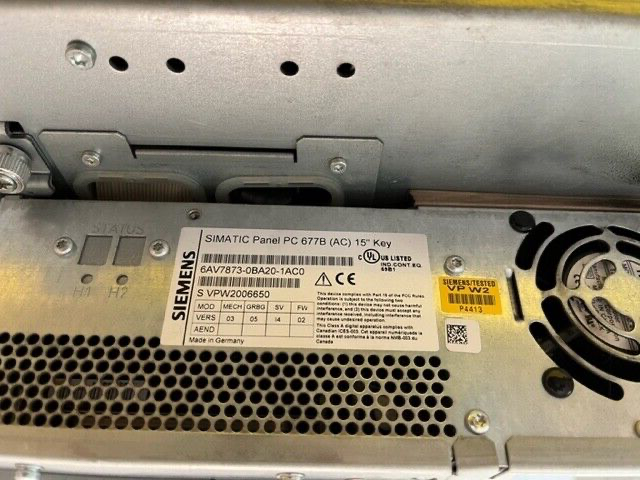 STATUS
H1 H2
SIEMENS
SIMATIC Panel PC 677B (AC) 15" Key
6AV7873-0BA20-1AC0
S VPW2006650
MOD MECH GRBG SV FW
VERS 03 05 I4 02
AEND
Made in Germany
c UL US LISTED
IND.CONT.EQ.
69B1
CE
This device complies with Part 15 of the FCC Rules.
Operation is subject to the following two
conditions: (1) this device may not cause harmful
interference, and (2) this device must accept any
interference received, including interference
that may cause undesired operation.
This Class A digital apparatus complies with
Canadian ICES-003. Cet appareil numérique de la
classe A est conforme à la norme NMB-003 du
Canada.
SIEMENS/TESTED
VP W2
P4413